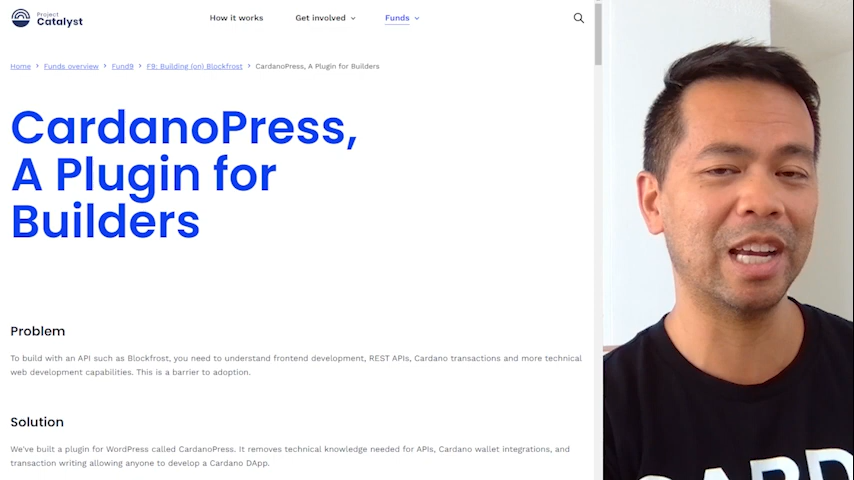 Project
Catalyst
How it works
Get involved
Funds
Home > Funds overview > Fund9 > F9: Building (on) Blockfrost > CardanoPress, A Plugin for Builders
CardanoPress,
A Plugin for
Builders
Problem
To build with an API such as Blockfrost, you need to understand frontend development, REST APIs, Cardano transactions and more technical
web development capabilities. This is a barrier to adoption.
Solution
We've built a plugin for WordPress called CardanoPress. It removes technical knowledge needed for APIs, Cardano wallet integrations, and
transaction writing allowing anyone to develop a Cardano DApp.